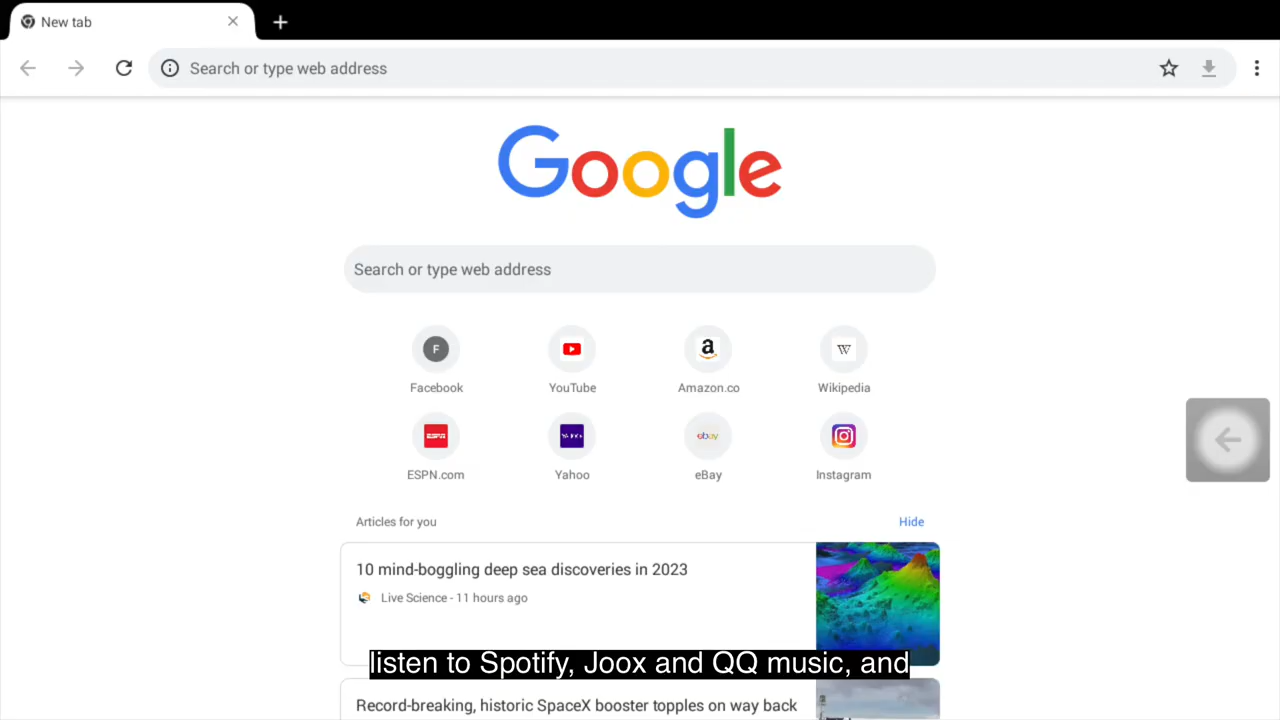 New tab
Search or type web address
Google
Search or type web address
F
W
Facebook
YouTube
Amazon.co
Wikipedia
ESPN
ebay
ESPN.com
Yahoo
eBay
Instagram
Articles for you
Hide
10 mind-boggling deep sea discoveries in 2023
Live Science - 11 hours ago
listen to Spotify, Joox and QQ music, and
Record-breaking, historic SpaceX booster topples on way back